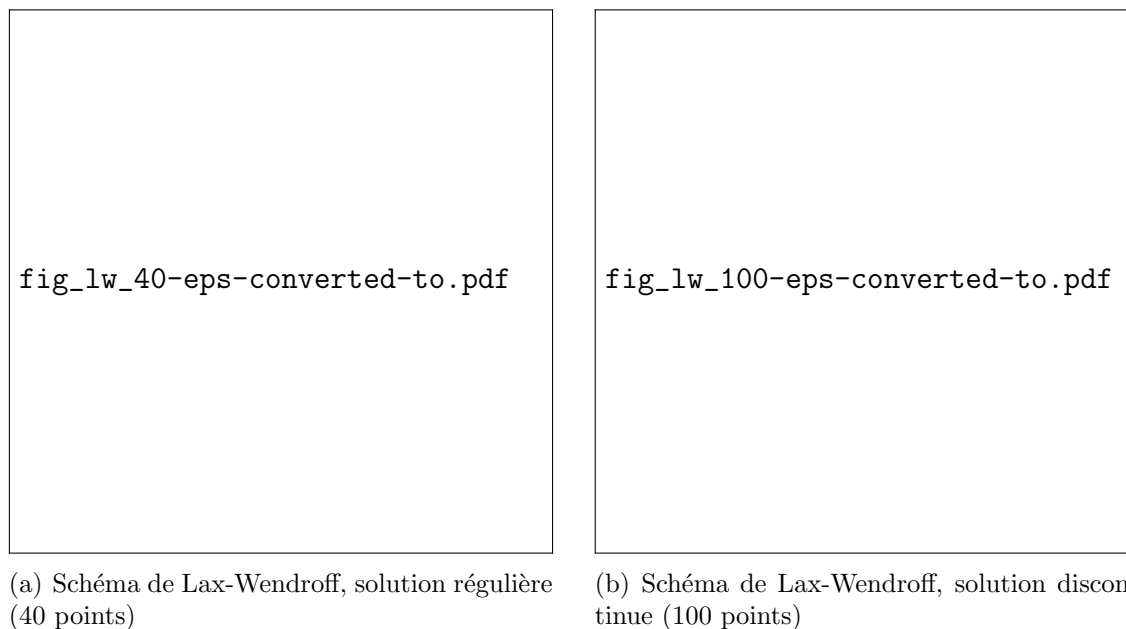 fig_lw_40-eps-converted-to.pdf
fig_lw_100-eps-converted-to.pdf
(a) Schéma de Lax-Wendroff, solution régulière
(40 points)
(b) Schéma de Lax-Wendroff, solution discon
tinue (100 points)